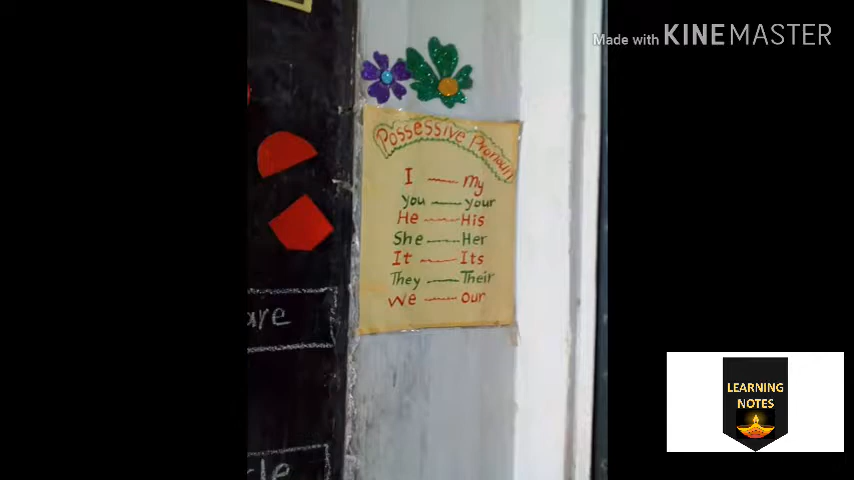 Made with KINEMASTER
Possessive Pronoun
I — My
you — your
He — His
She — Her
It — Its
They — Their
We — Our
are
cle
LEARNING
NOTES